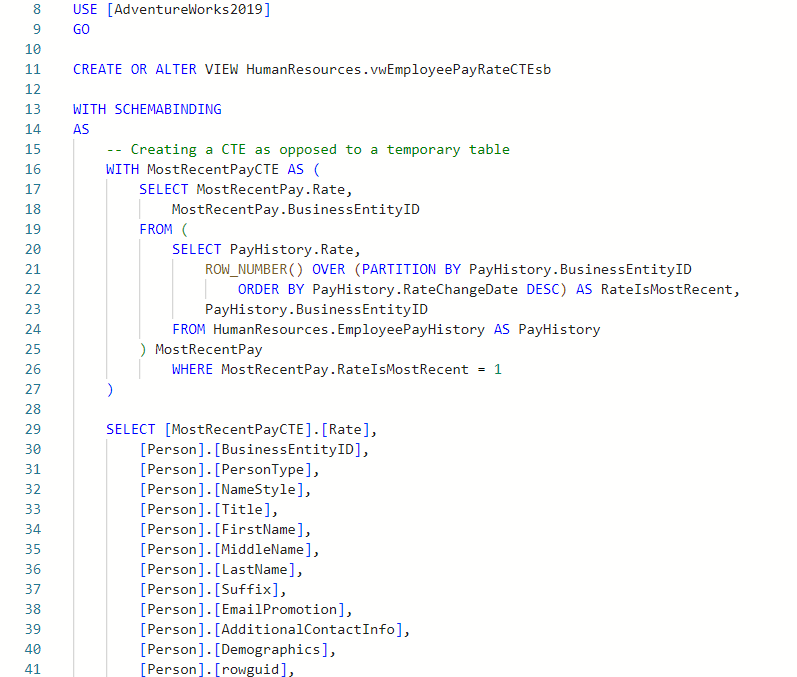 8 USE [AdventureWorks2019]
9 GO
10
11 CREATE OR ALTER VIEW HumanResources.vwEmployeePayRateCTEsb
12
13 WITH SCHEMABINDING
14 AS
15 -- Creating a CTE as opposed to a temporary table
16 WITH MostRecentPayCTE AS (
17 SELECT MostRecentPay.Rate,
18 MostRecentPay.BusinessEntityID
19 FROM (
20 SELECT PayHistory.Rate,
21 ROW_NUMBER() OVER (PARTITION BY PayHistory.BusinessEntityID
22 ORDER BY PayHistory.RateChangeDate DESC) AS RateIsMostRecent,
23 PayHistory.BusinessEntityID
24 FROM HumanResources.EmployeePayHistory AS PayHistory
25 ) MostRecentPay
26 WHERE MostRecentPay.RateIsMostRecent = 1
27 )
28
29 SELECT [MostRecentPayCTE].[Rate],
30 [Person].[BusinessEntityID],
31 [Person].[PersonType],
32 [Person].[NameStyle],
33 [Person].[Title],
34 [Person].[FirstName],
35 [Person].[MiddleName],
36 [Person].[LastName],
37 [Person].[Suffix],
38 [Person].[EmailPromotion],
39 [Person].[AdditionalContactInfo],
40 [Person].[Demographics],
41 [Person].[rowguid],